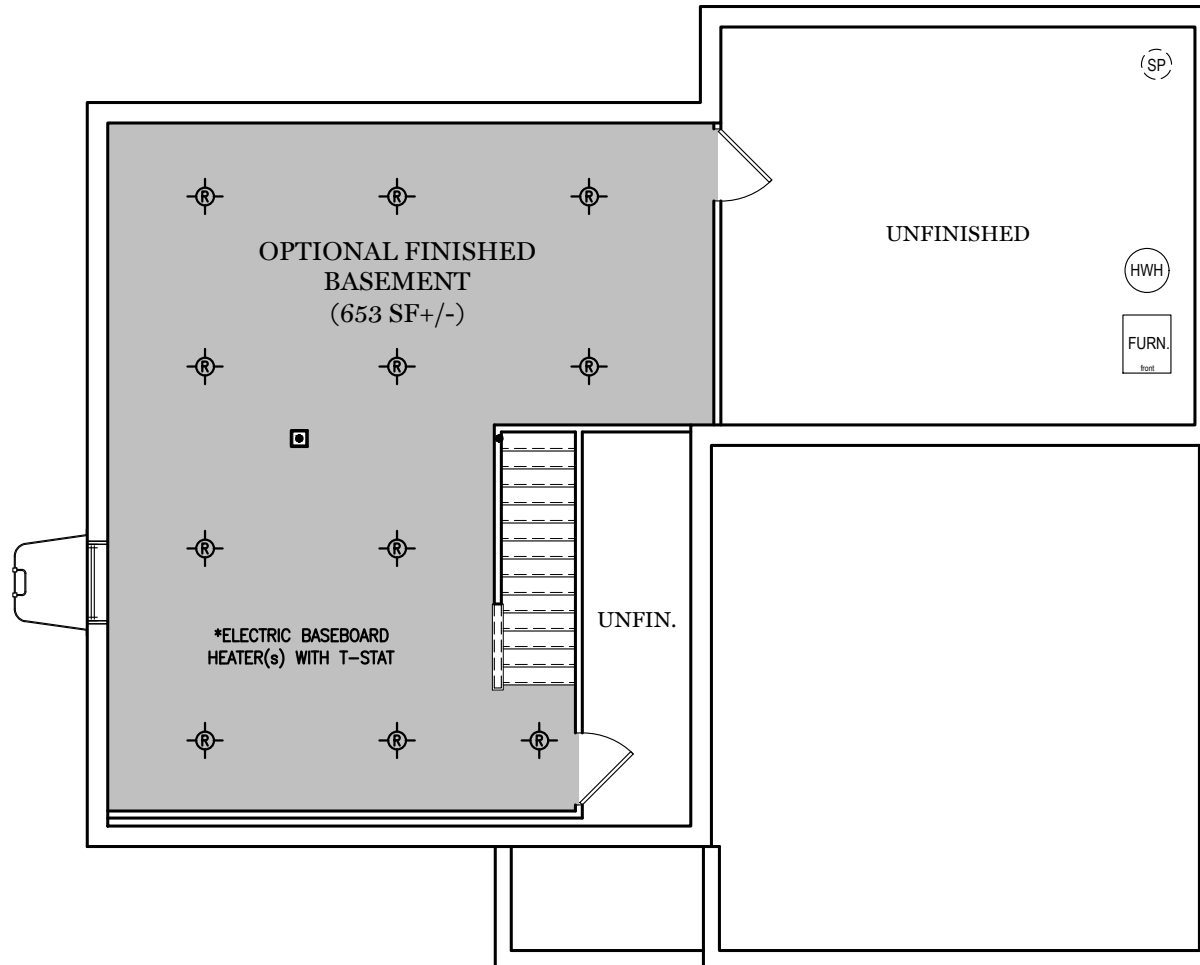 SP
R R R
UNFINISHED
OPTIONAL FINISHED
BASEMENT
(653 SF+/-)
HWH
FURN.
front
R R R
R R
UNFIN.
*ELECTRIC BASEBOARD
HEATER(s) WITH T-STAT
R R R